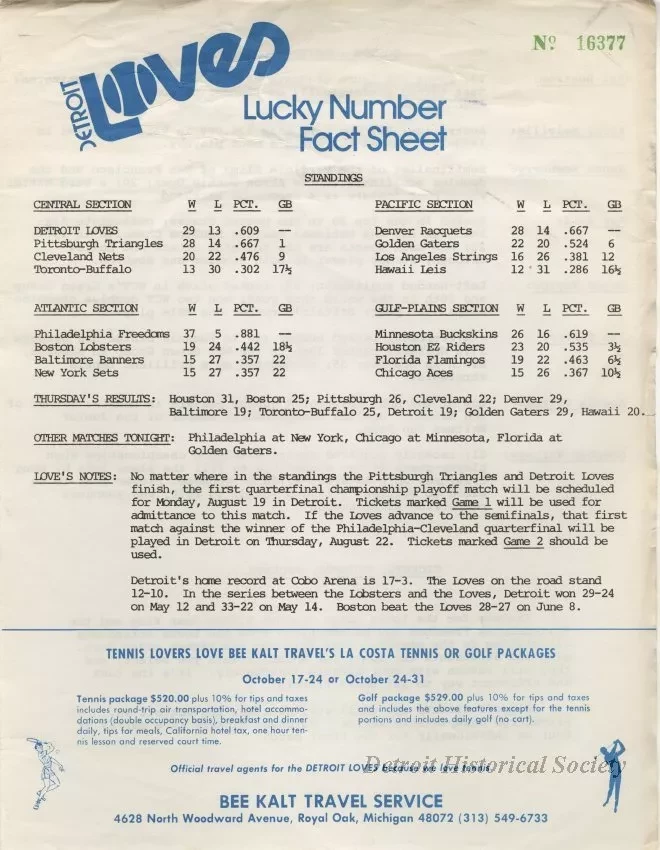 DETROIT LOVES
Nº 16377
Lucky Number
Fact Sheet
STANDINGS
CENTRAL SECTION W L PCT. GB
DETROIT LOVES 29 13 .609 --
Pittsburgh Triangles 28 14 .667 1
Cleveland Nets 20 22 .476 9
Toronto-Buffalo 13 30 .302 17½
PACIFIC SECTION W L PCT. GB
Denver Racquets 28 14 .667 --
Golden Gaters 22 20 .524 6
Los Angeles Strings 16 26 .381 12
Hawaii Leis 12 31 .286 16½
ATLANTIC SECTION W L PCT. GB
Philadelphia Freedoms 37 5 .881 --
Boston Lobsters 19 24 .442 18½
Baltimore Banners 15 27 .357 22
New York Sets 15 27 .357 22
GULF-PLAINS SECTION W L PCT. GB
Minnesota Buckskins 26 16 .619 --
Houston EZ Riders 23 20 .535 3½
Florida Flamingos 19 22 .463 6½
Chicago Aces 15 26 .367 10½
THURSDAY'S RESULTS: Houston 31, Boston 25; Pittsburgh 26, Cleveland 22; Denver 29,
Baltimore 19; Toronto-Buffalo 25, Detroit 19; Golden Gaters 29, Hawaii 20.
OTHER MATCHES TONIGHT: Philadelphia at New York, Chicago at Minnesota, Florida at
Golden Gaters.
LOVE'S NOTES: No matter where in the standings the Pittsburgh Triangles and Detroit Loves
finish, the first quarterfinal championship playoff match will be scheduled
for Monday, August 19 in Detroit. Tickets marked Game 1 will be used for
admittance to this match. If the Loves advance to the semifinals, that first
match against the winner of the Philadelphia-Cleveland quarterfinal will be
played in Detroit on Thursday, August 22. Tickets marked Game 2 should be
used.
Detroit's home record at Cobo Arena is 17-3. The Loves on the road stand
12-10. In the series between the Lobsters and the Loves, Detroit won 29-24
on May 12 and 33-22 on May 14. Boston beat the Loves 28-27 on June 8.
TENNIS LOVERS LOVE BEE KALT TRAVEL'S LA COSTA TENNIS OR GOLF PACKAGES
October 17-24 or October 24-31
Tennis package $520.00 plus 10% for tips and taxes
includes round-trip air transportation, hotel accommo-
dations (double occupancy basis), breakfast and dinner
daily, tips for meals, California hotel tax, one hour ten-
nis lesson and reserved court time.
Golf package $529.00 plus 10% for tips and taxes
and includes the above features except for the tennis
portions and includes daily golf (no cart).
Official travel agents for the DETROIT LOVES because we love tennis
Detroit Historical Society
BEE KALT TRAVEL SERVICE
4628 North Woodward Avenue, Royal Oak, Michigan 48072 (313) 549-6733